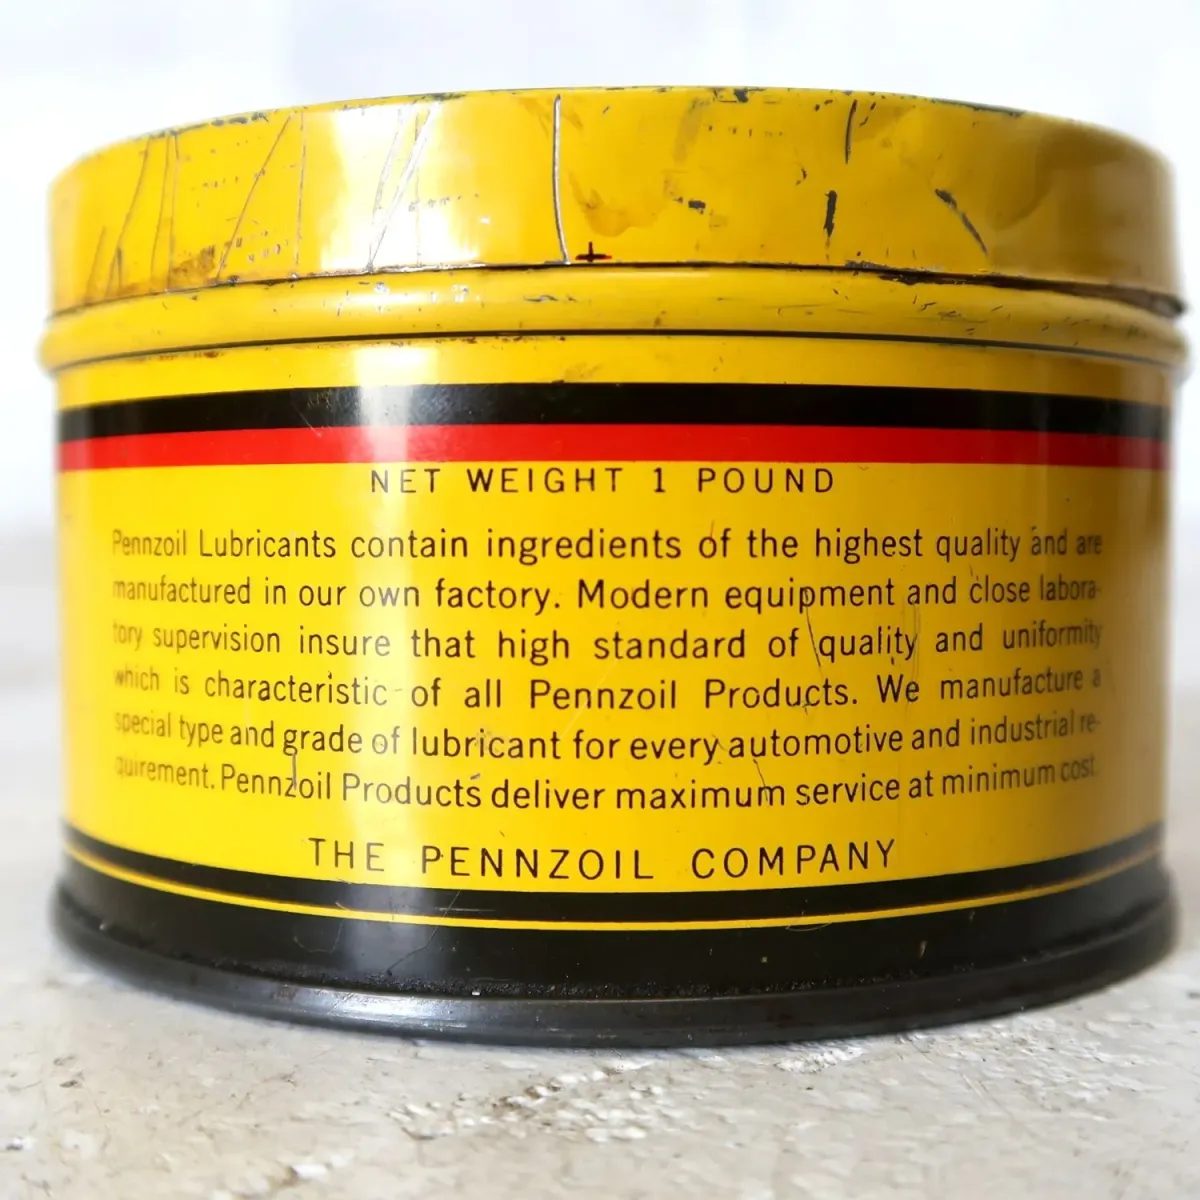 NET WEIGHT 1 POUND
Pennzoil Lubricants contain ingredients of the highest quality and are
manufactured in our own factory. Modern equipment and close labora-
tory supervision insure that high standard of quality and uniformity
which is characteristic of all Pennzoil Products. We manufacture a
special type and grade of lubricant for every automotive and industrial re-
quirement. Pennzoil Products deliver maximum service at minimum cost.
THE PENNZOIL COMPANY